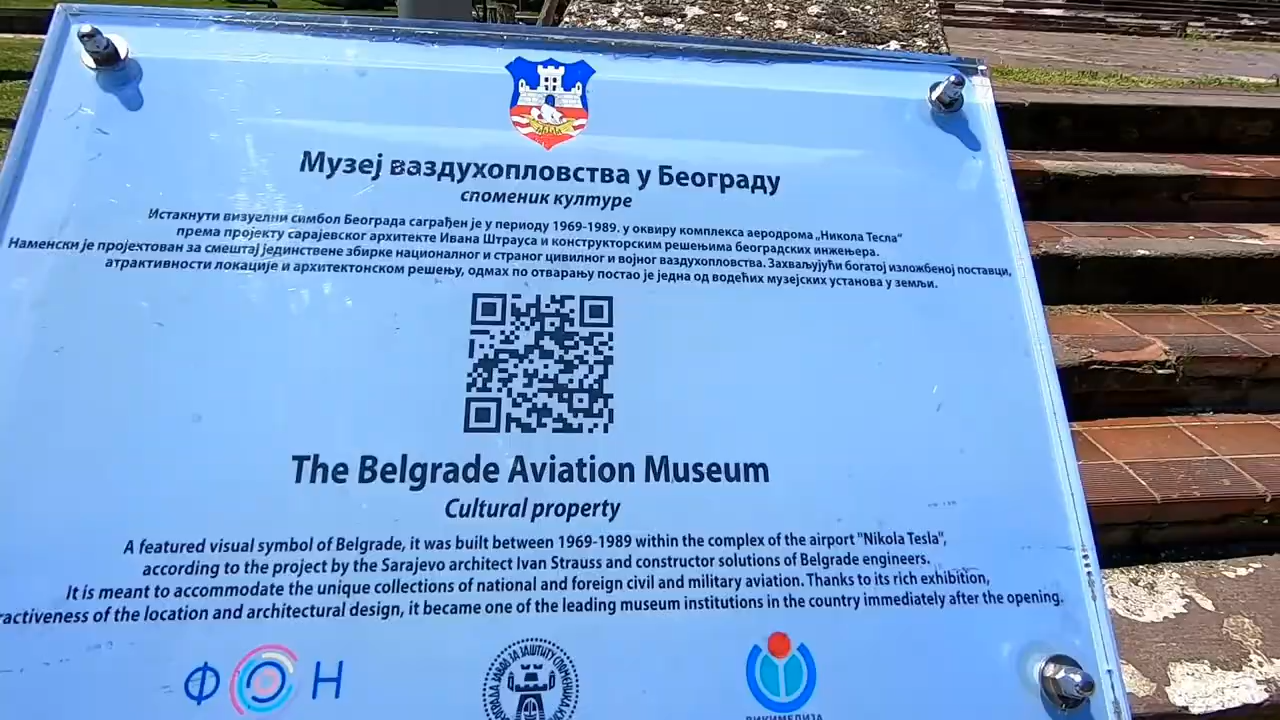 Музеј ваздухопловства у Београду
споменик културе
Истакнути визуелни симбол Београда саграђен је у периоду 1969-1989. у оквиру комплекса аеродрома „Никола Тесла“
према пројекту сарајевског архитекте Ивана Штрауса и конструкторским решењима београдских инжењера.
Наменски је пројектован за смештај јединствене збирке националног и страног цивилног и војног ваздухопловства. Захваљујући богатој изложбеној поставци,
атрактивности локације и архитектонском решењу, одмах по отварању постао је једна од водећих музејских установа у земљи.
The Belgrade Aviation Museum
Cultural property
A featured visual symbol of Belgrade, it was built between 1969-1989 within the complex of the airport "Nikola Tesla",
according to the project by the Sarajevo architect Ivan Strauss and constructor solutions of Belgrade engineers.
It is meant to accommodate the unique collections of national and foreign civil and military aviation. Thanks to its rich exhibition,
ractiveness of the location and architectural design, it became one of the leading museum institutions in the country immediately after the opening.
ФОН
ЗАВОД ЗА ЗАШТИТУ СПОМЕНИКА
ВИКИМЕДИЈА